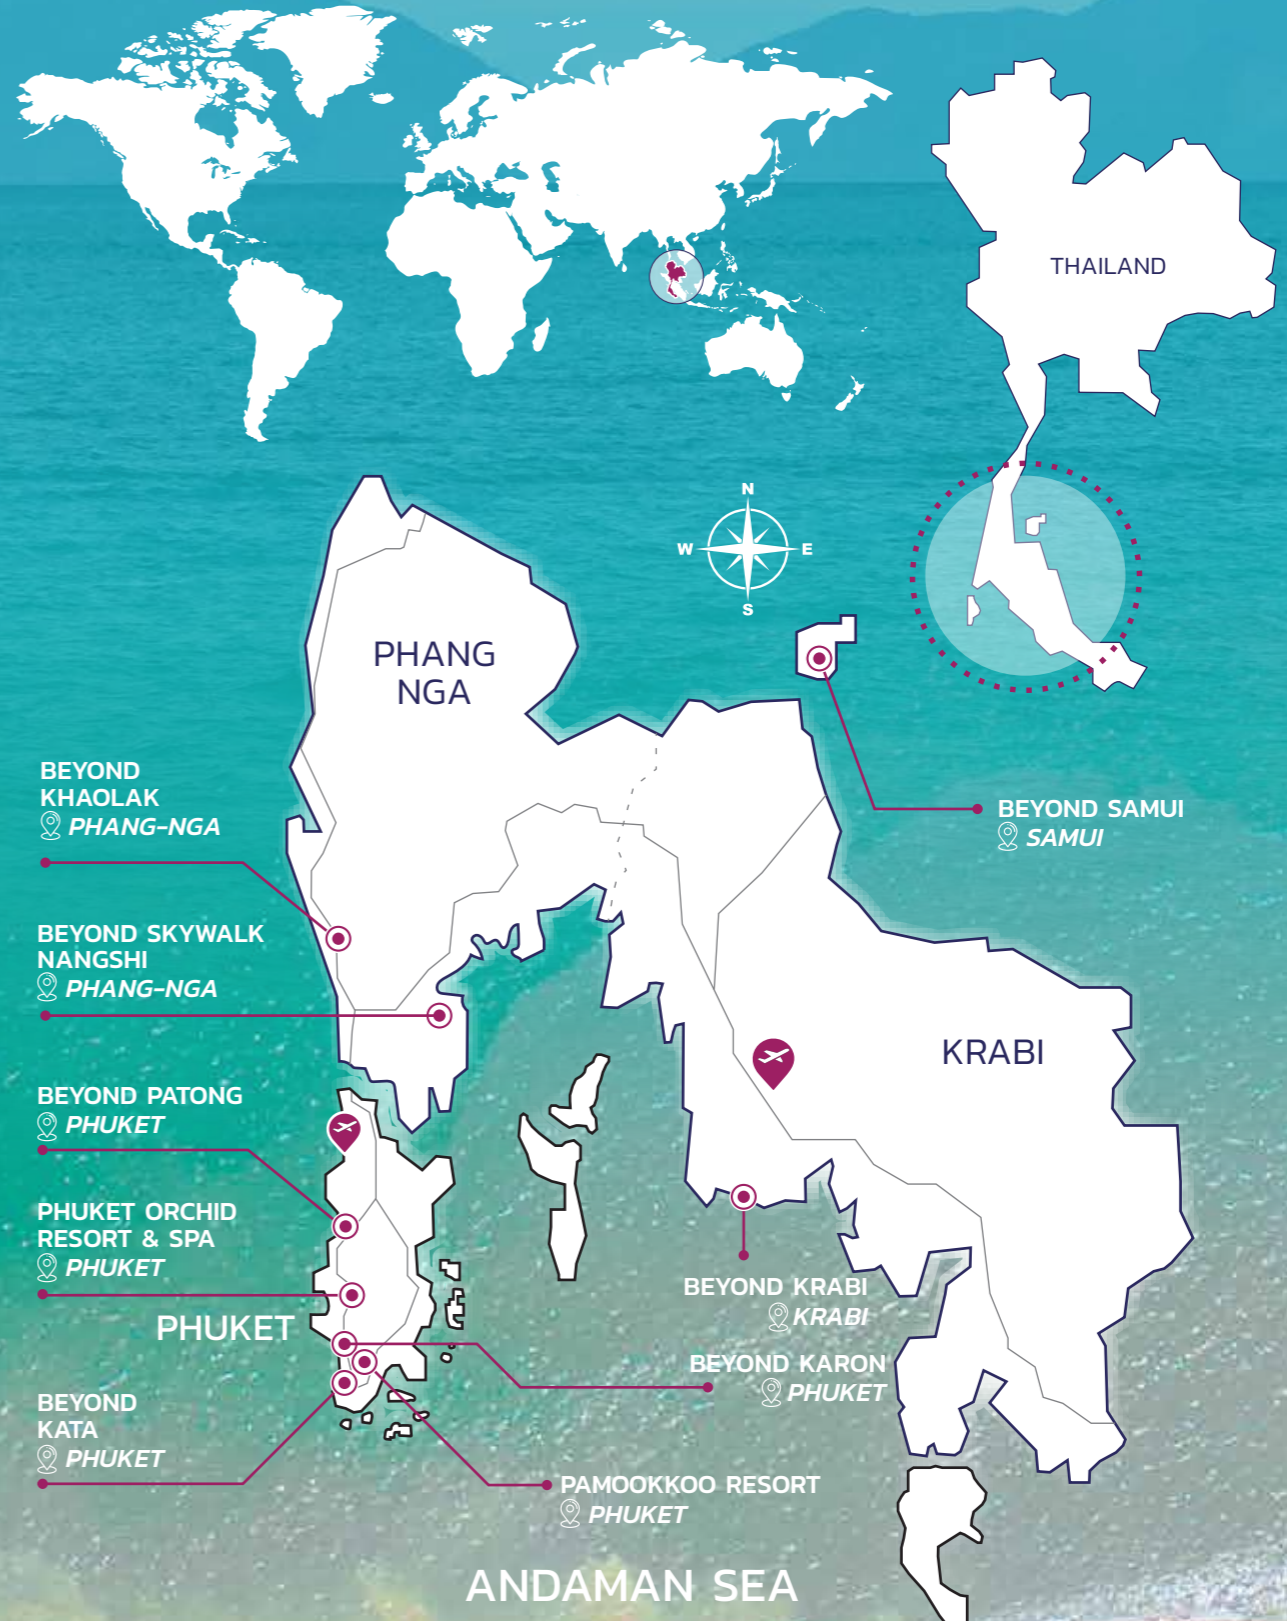 THAILAND
N
W
E
S
PHANG
NGA
BEYOND
KHAOLAK
PHANG-NGA
BEYOND SAMUI
SAMUI
BEYOND SKYWALK
NANGSHI
PHANG-NGA
KRABI
BEYOND PATONG
PHUKET
PHUKET ORCHID
RESORT & SPA
PHUKET
PHUKET
BEYOND KRABI
KRABI
BEYOND KARON
PHUKET
BEYOND
KATA
PHUKET
PAMOOKKOO RESORT
PHUKET
ANDAMAN SEA